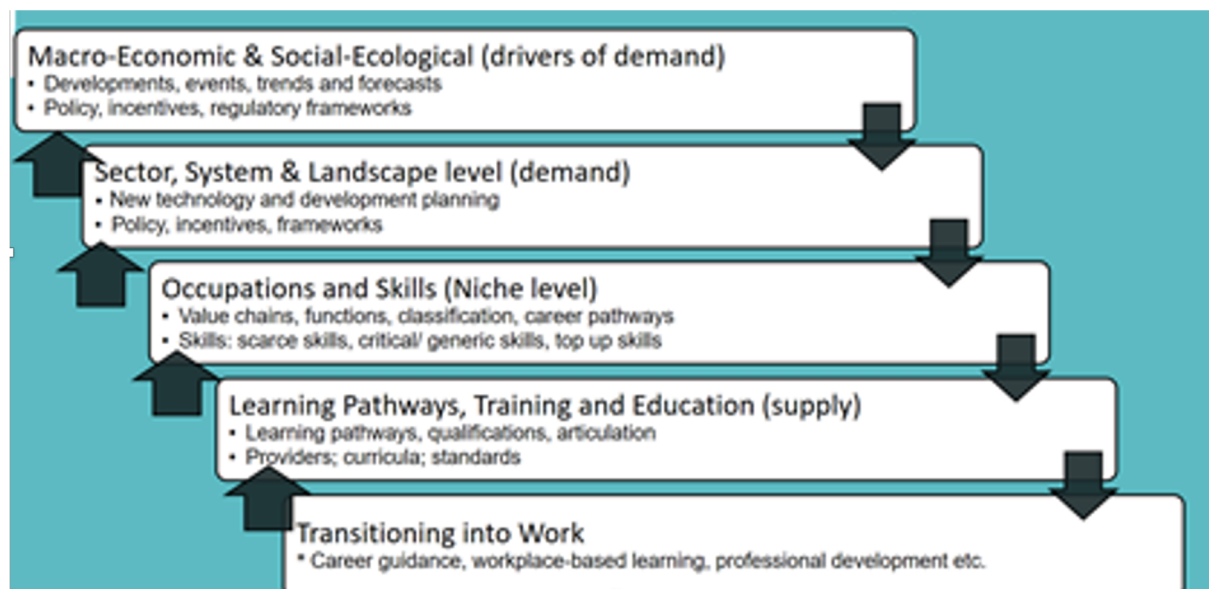 Macro-Economic & Social-Ecological (drivers of demand)
• Developments, events, trends and forecasts
• Policy, incentives, regulatory frameworks
Sector, System & Landscape level (demand)
• New technology and development planning
• Policy, incentives, frameworks
Occupations and Skills (Niche level)
• Value chains, functions, classification, career pathways
• Skills: scarce skills, critical/ generic skills, top up skills
Learning Pathways, Training and Education (supply)
• Learning pathways, qualifications, articulation
• Providers; curricula; standards
Transitioning into Work
* Career guidance, workplace-based learning, professional development etc.